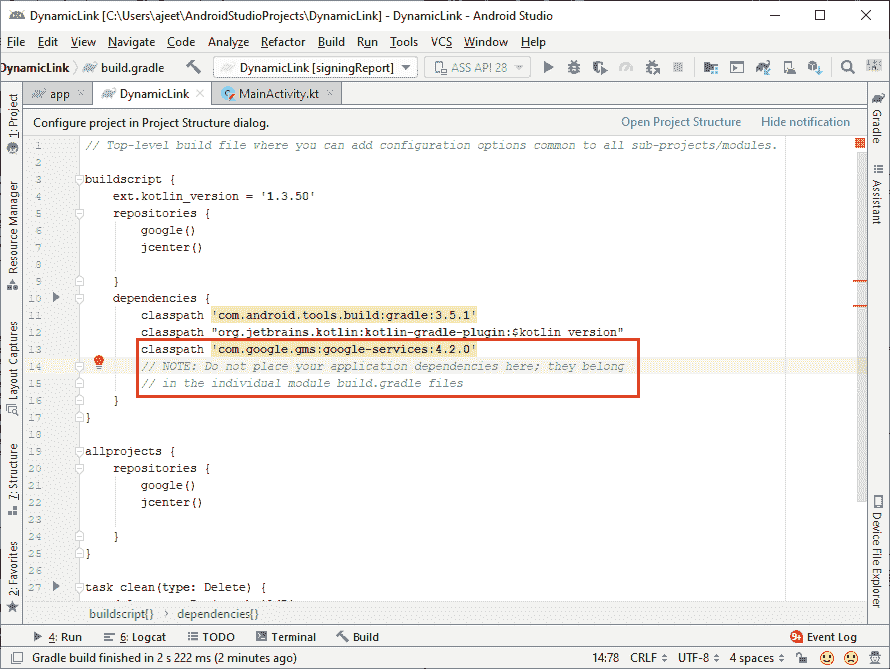 DynamicLink [C:\Users\ajeet\AndroidStudioProjects\DynamicLink] - DynamicLink - Android Studio
File Edit View Navigate Code Analyze Refactor Build Run Tools VCS Window Help
DynamicLink build.gradle DynamicLink [signingReport] ASS API 28
app DynamicLink MainActivity.kt
Configure project in Project Structure dialog. Open Project Structure Hide notification
1 // Top-level build file where you can add configuration options common to all sub-projects/modules.
2
3 buildscript {
4 ext.kotlin_version = '1.3.50'
5 repositories {
6 google()
7 jcenter()
8
9 }
10 dependencies {
11 classpath 'com.android.tools.build:gradle:3.5.1'
12 classpath "org.jetbrains.kotlin:kotlin-gradle-plugin:$kotlin_version"
13 classpath 'com.google.gms:google-services:4.2.0'
14 // NOTE: Do not place your application dependencies here; they belong
15 // in the individual module build.gradle files
16 }
17 }
18
19 allprojects {
20 repositories {
21 google()
22 jcenter()
23
24 }
25 }
26
27 task clean(type: Delete) {
buildscript{} › dependencies{}
4: Run 6: Logcat TODO Terminal Build 9+ Event Log
Gradle build finished in 2 s 222 ms (2 minutes ago) 14:78 CRLF UTF-8 4 spaces
1: Project
Resource Manager
Layout Captures
7: Structure
2: Favorites
Gradle
Assistant
Device File Explorer